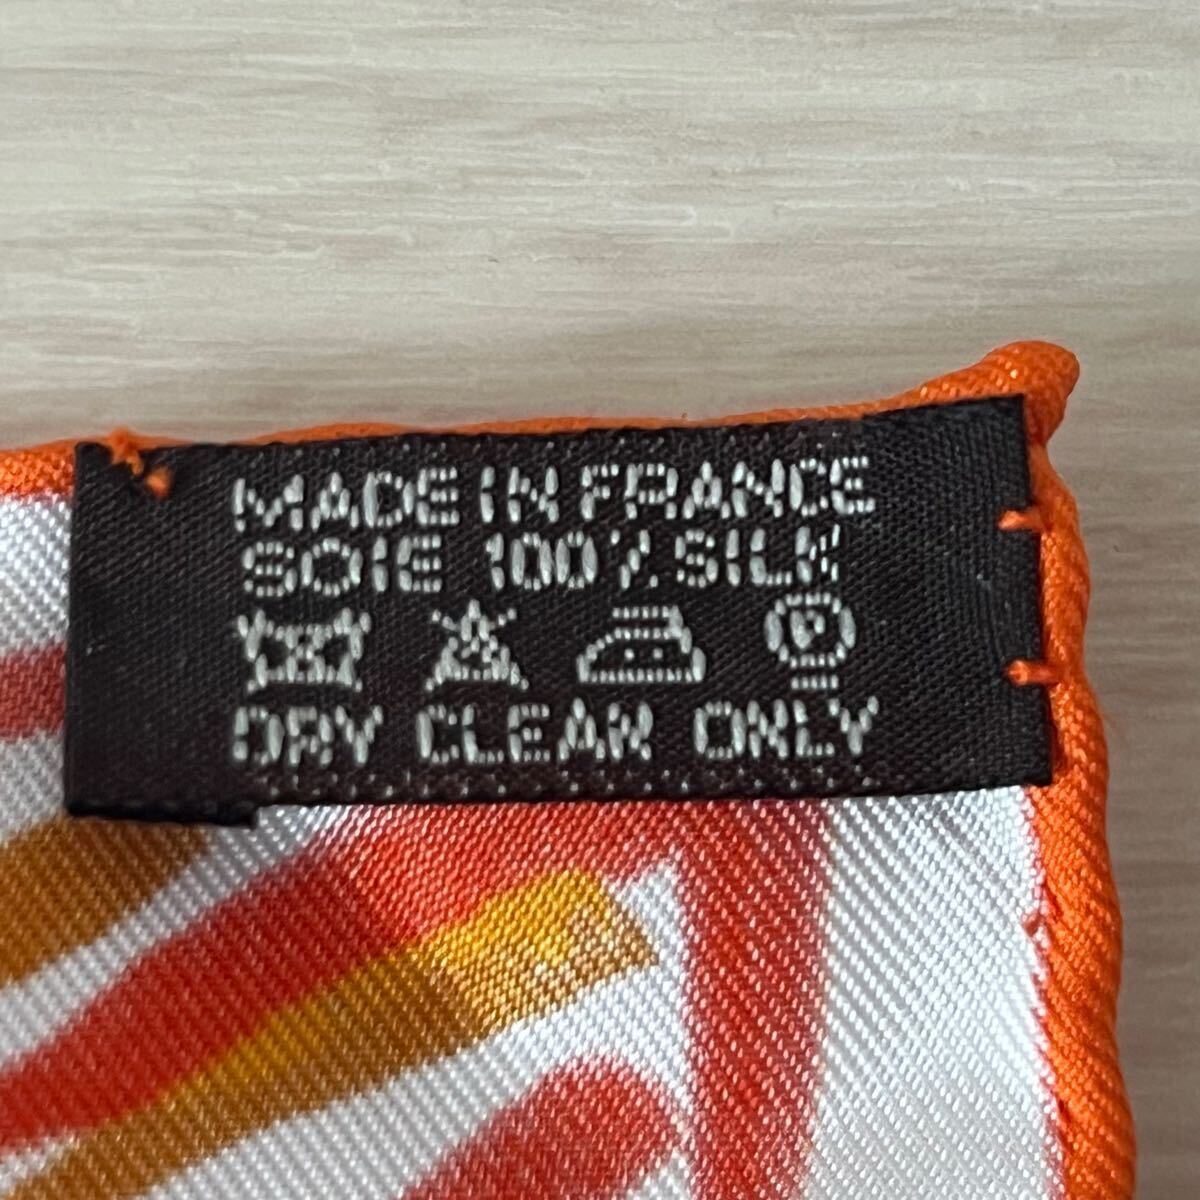 MADE IN FRANCE
SOIE 100% SILK
P
DRY CLEAN ONLY